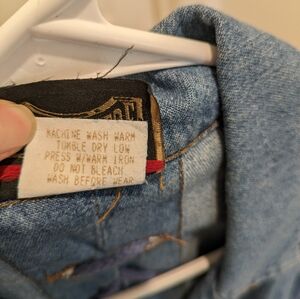 MACHINE WASH WARM
TUMBLE DRY LOW
PRESS W/WARM IRON
DO NOT BLEACH
WASH BEFORE WEAR